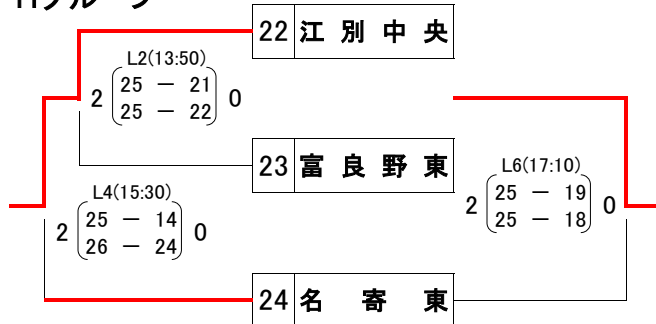 Hグループ
22 江別中央
L2(13:50)
2 25 － 21 0
25 － 22
23 富良野東
L6(17:10)
2 25 － 19 0
25 － 18
L4(15:30)
2 25 － 14 0
26 － 24
24 名寄東